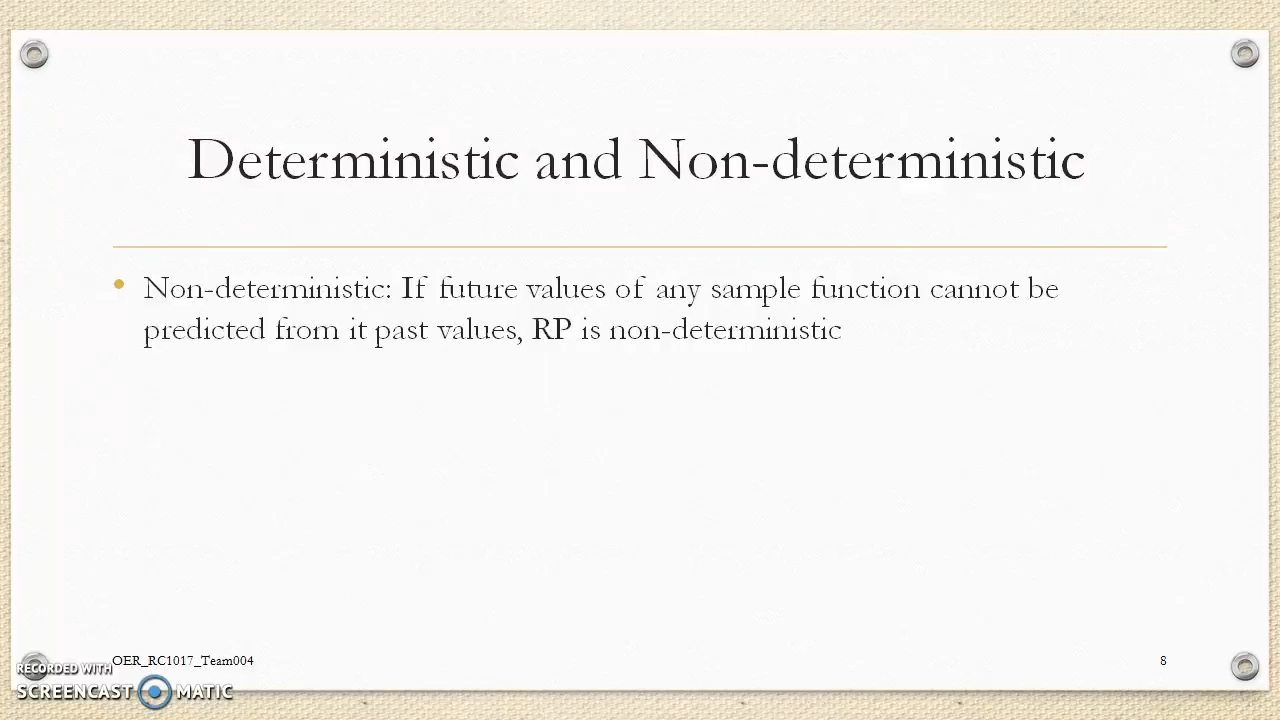 Deterministic and Non-deterministic
• Non-deterministic: If future values of any sample function cannot be
predicted from it past values, RP is non-deterministic
OER_RC1017_Team004
8
RECORDED WITH
SCREENCAST MATIC